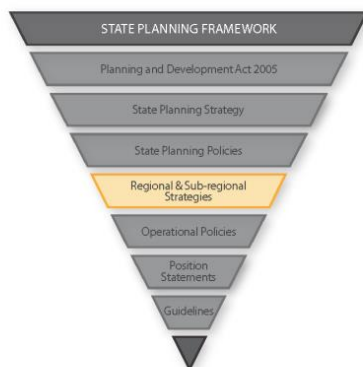 STATE PLANNING FRAMEWORK
Planning and Development Act 2005
State Planning Strategy
State Planning Policies
Regional & Sub-regional
Strategies
Operational Policies
Position
Statements
Guidelines